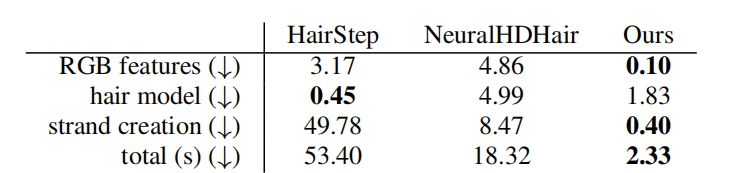 HairStep NeuralHDHair Ours
RGB features (↓) 3.17 4.86 0.10
hair model (↓) 0.45 4.99 1.83
strand creation (↓) 49.78 8.47 0.40
total (s) (↓) 53.40 18.32 2.33